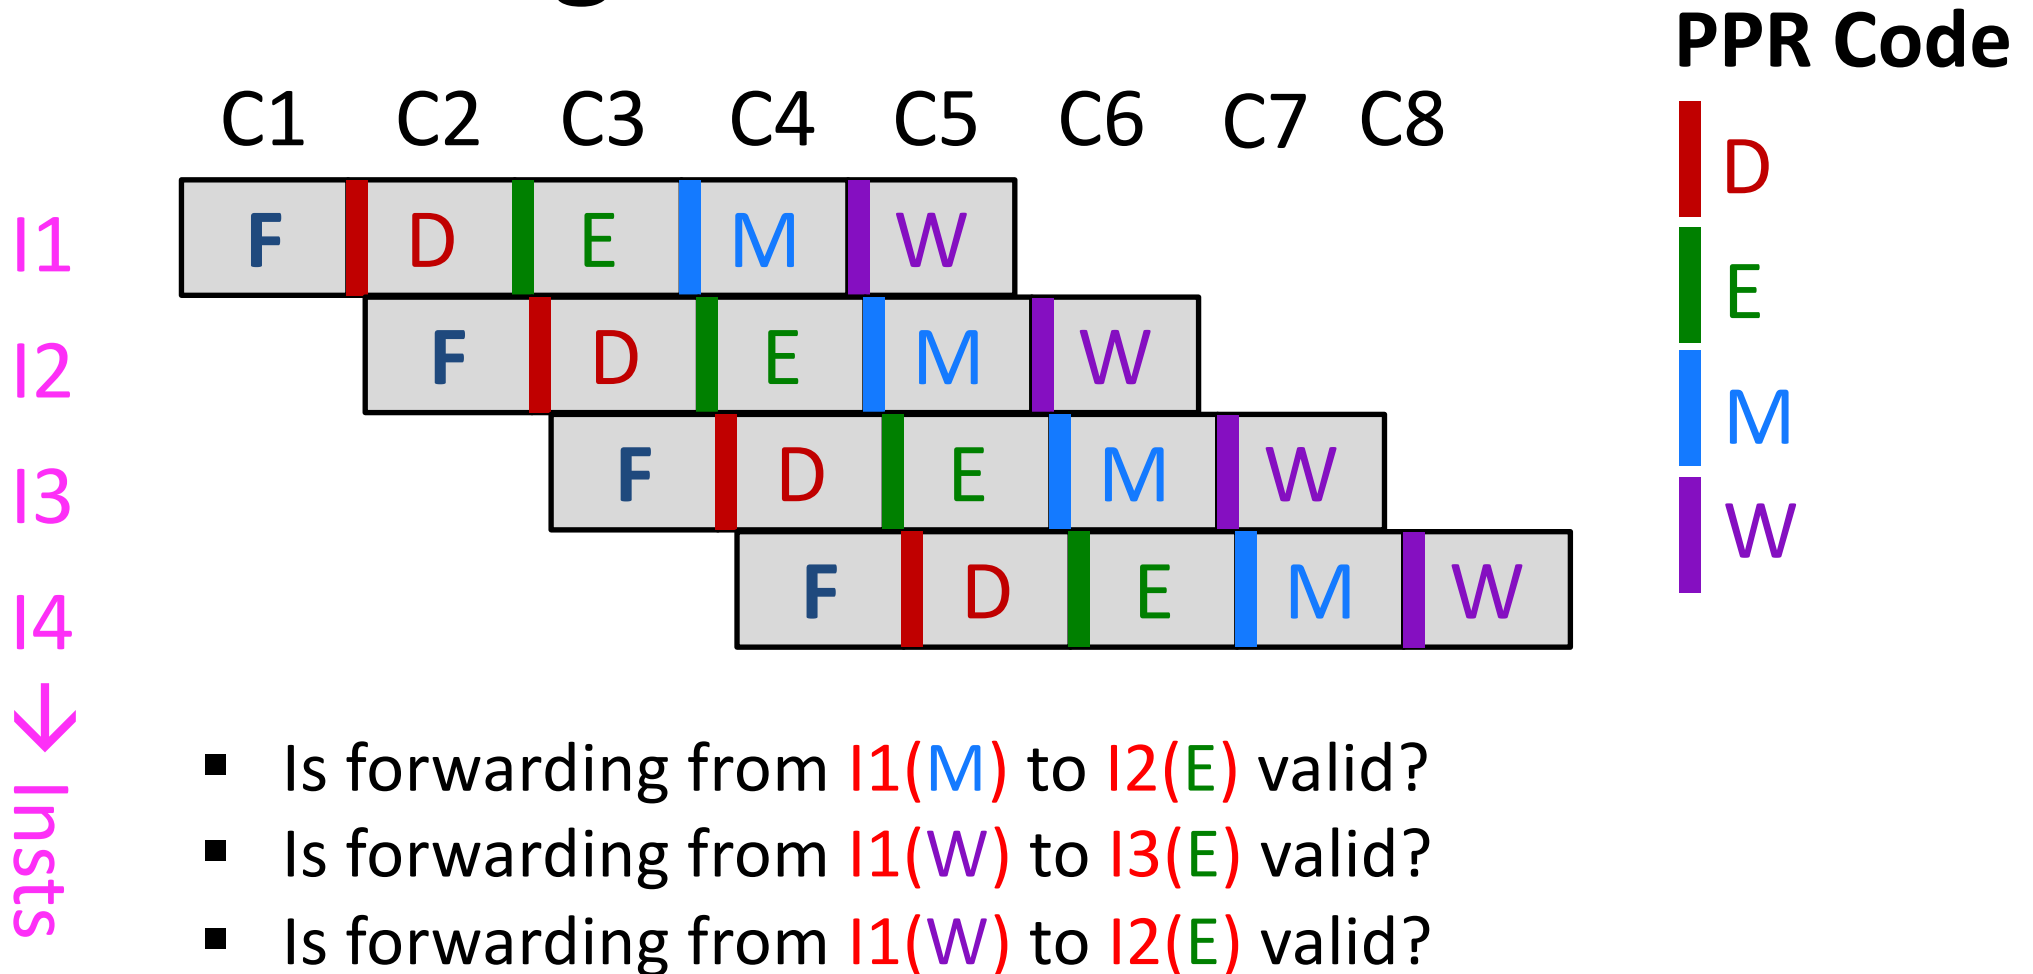 g
PPR Code
C1 C2 C3 C4 C5 C6 C7 C8
D
E
M
W
I1 F D E M W
I2 F D E M W
I3 F D E M W
I4 F D E M W
← Insts
▪ Is forwarding from I1(M) to I2(E) valid?
▪ Is forwarding from I1(W) to I3(E) valid?
▪ Is forwarding from I1(W) to I2(E) valid?